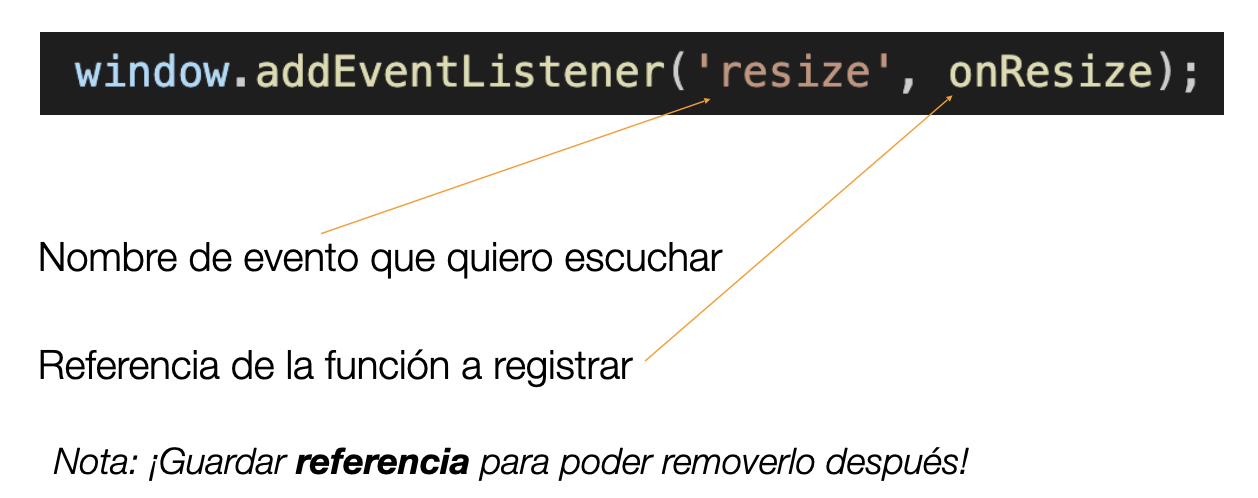 window.addEventListener('resize', onResize);
Nombre de evento que quiero escuchar
Referencia de la función a registrar
Nota: ¡Guardar referencia para poder removerlo después!